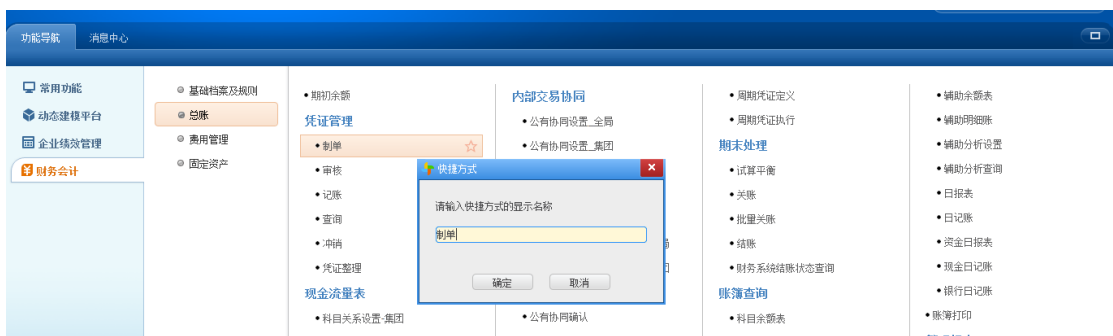 功能导航
消息中心
常用功能
动态建模平台
企业绩效管理
财务会计
基础档案及规则
总账
费用管理
固定资产
期初余额
凭证管理
制单
审核
记账
查询
冲销
凭证整理
现金流量表
科目关系设置-集团
内部交易协同
公有协同设置_全局
公有协同设置_集团
快捷方式
请输入快捷方式的显示名称
制单
确定
取消
公有协同确认
周期凭证定义
周期凭证执行
期末处理
试算平衡
关账
批量关账
结账
财务系统结账状态查询
账簿查询
科目余额表
辅助余额表
辅助明细账
辅助分析设置
辅助分析查询
日报表
日记账
资金日报表
现金日记账
银行日记账
账簿打印